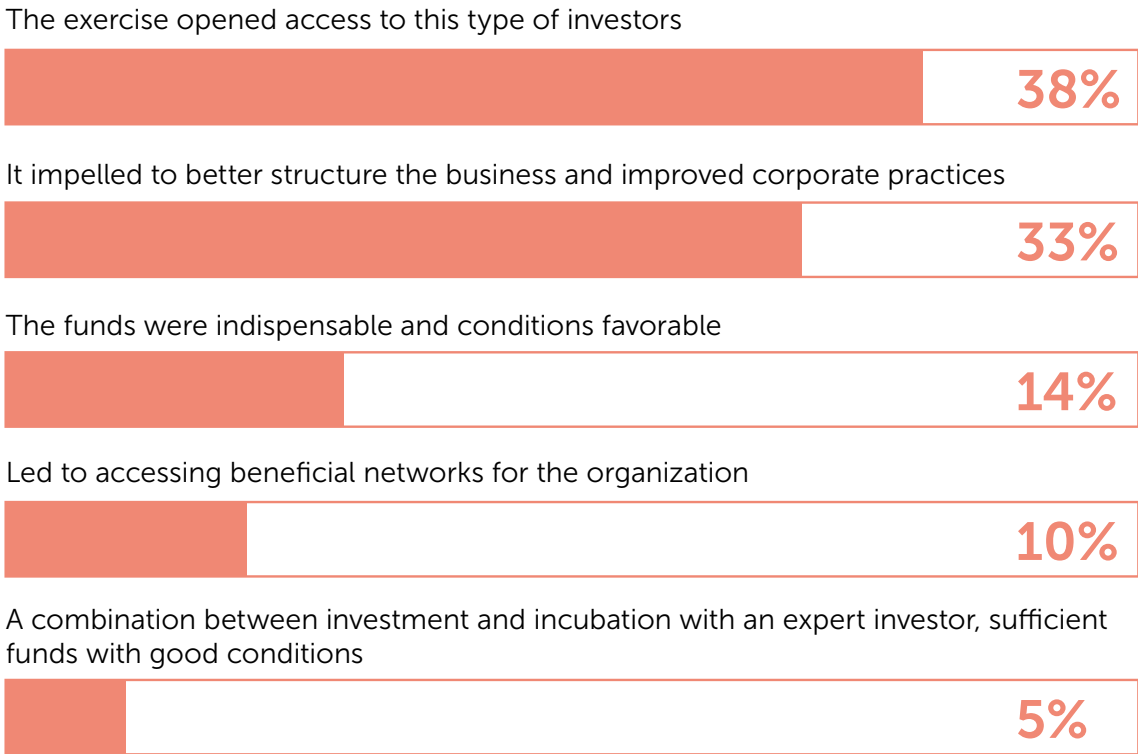 The exercise opened access to this type of investors
38%
It impelled to better structure the business and improved corporate practices
33%
The funds were indispensable and conditions favorable
14%
Led to accessing beneficial networks for the organization
10%
A combination between investment and incubation with an expert investor, sufficient
funds with good conditions
5%